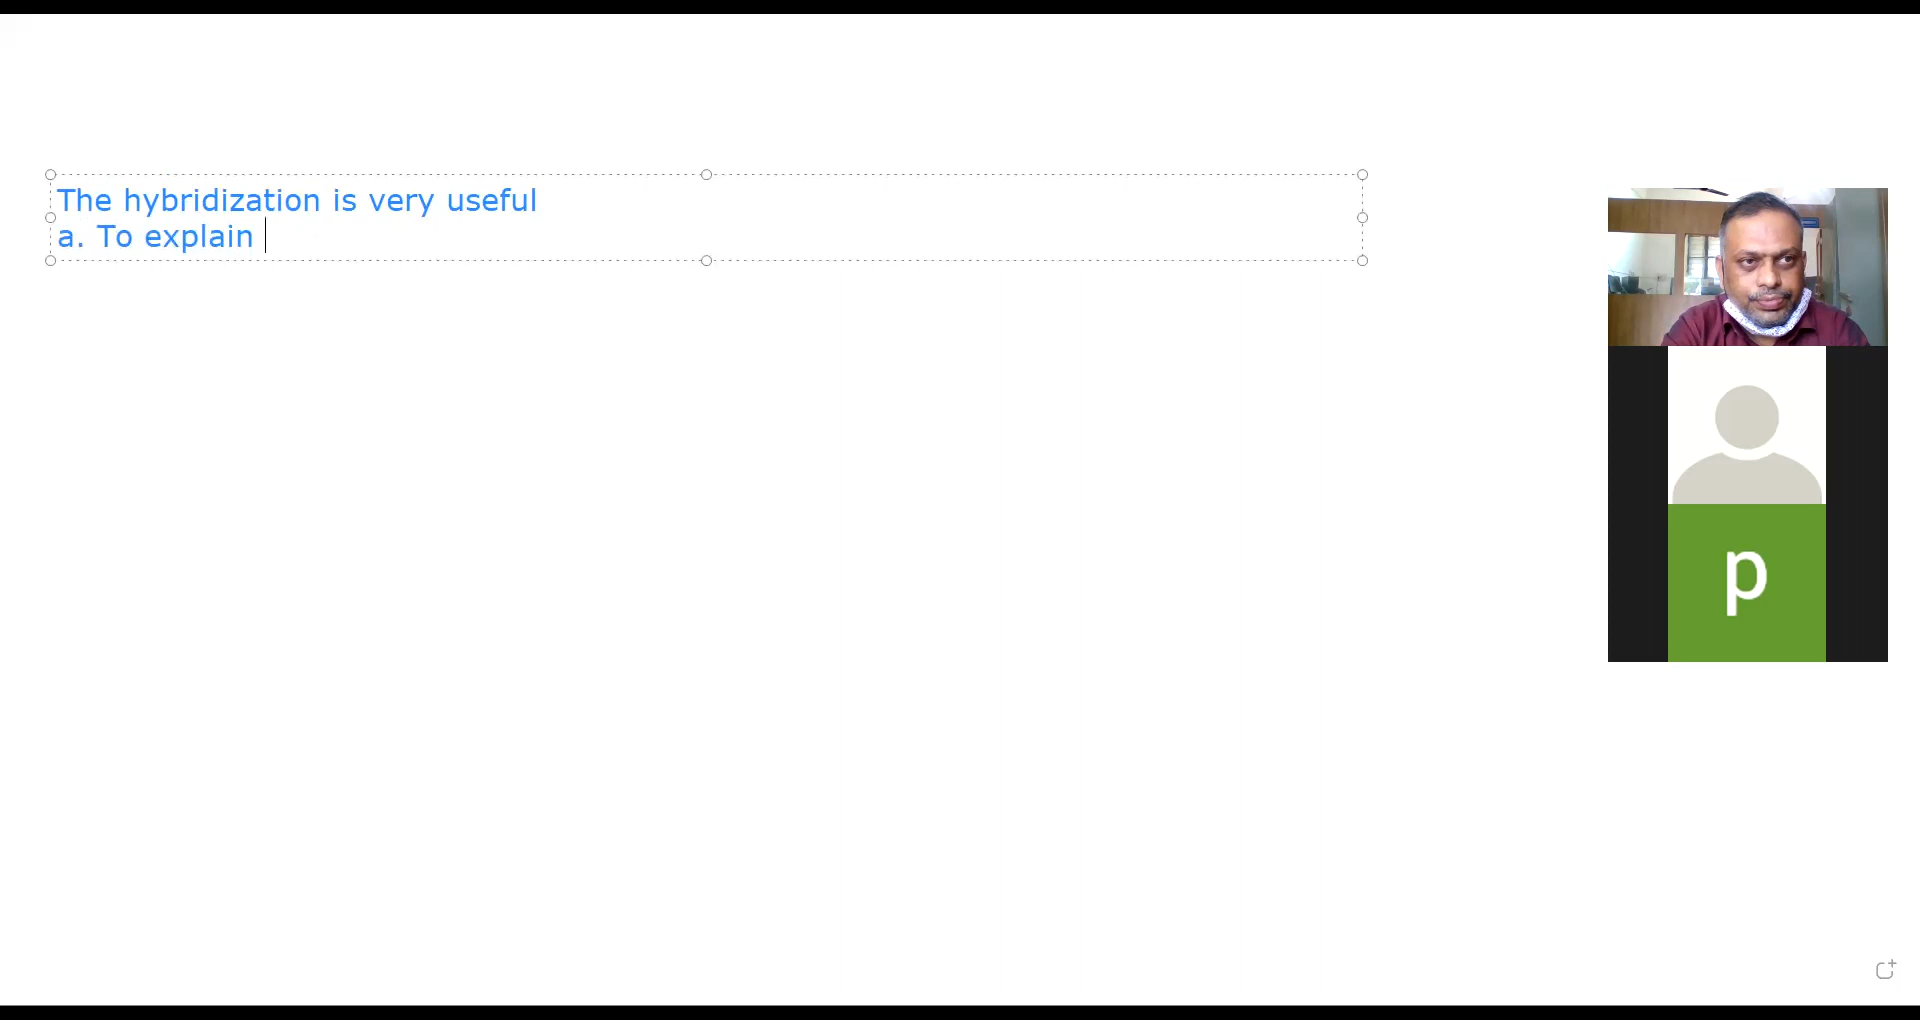 The hybridization is very useful
a. To explain
p